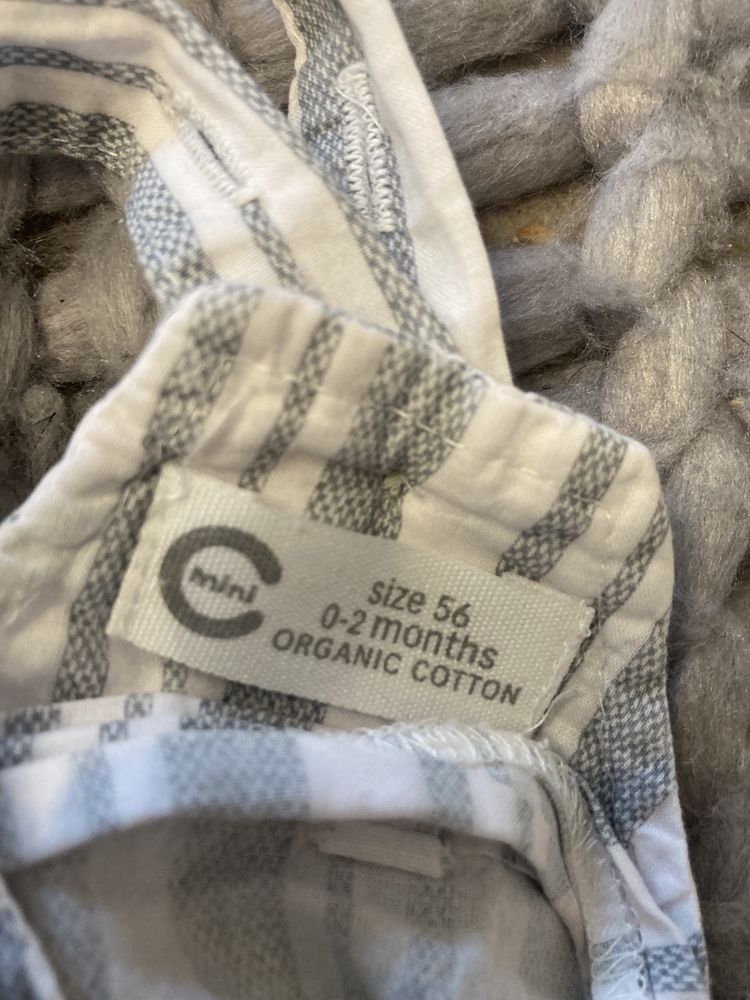 mini
size 56
0-2 months
ORGANIC COTTON